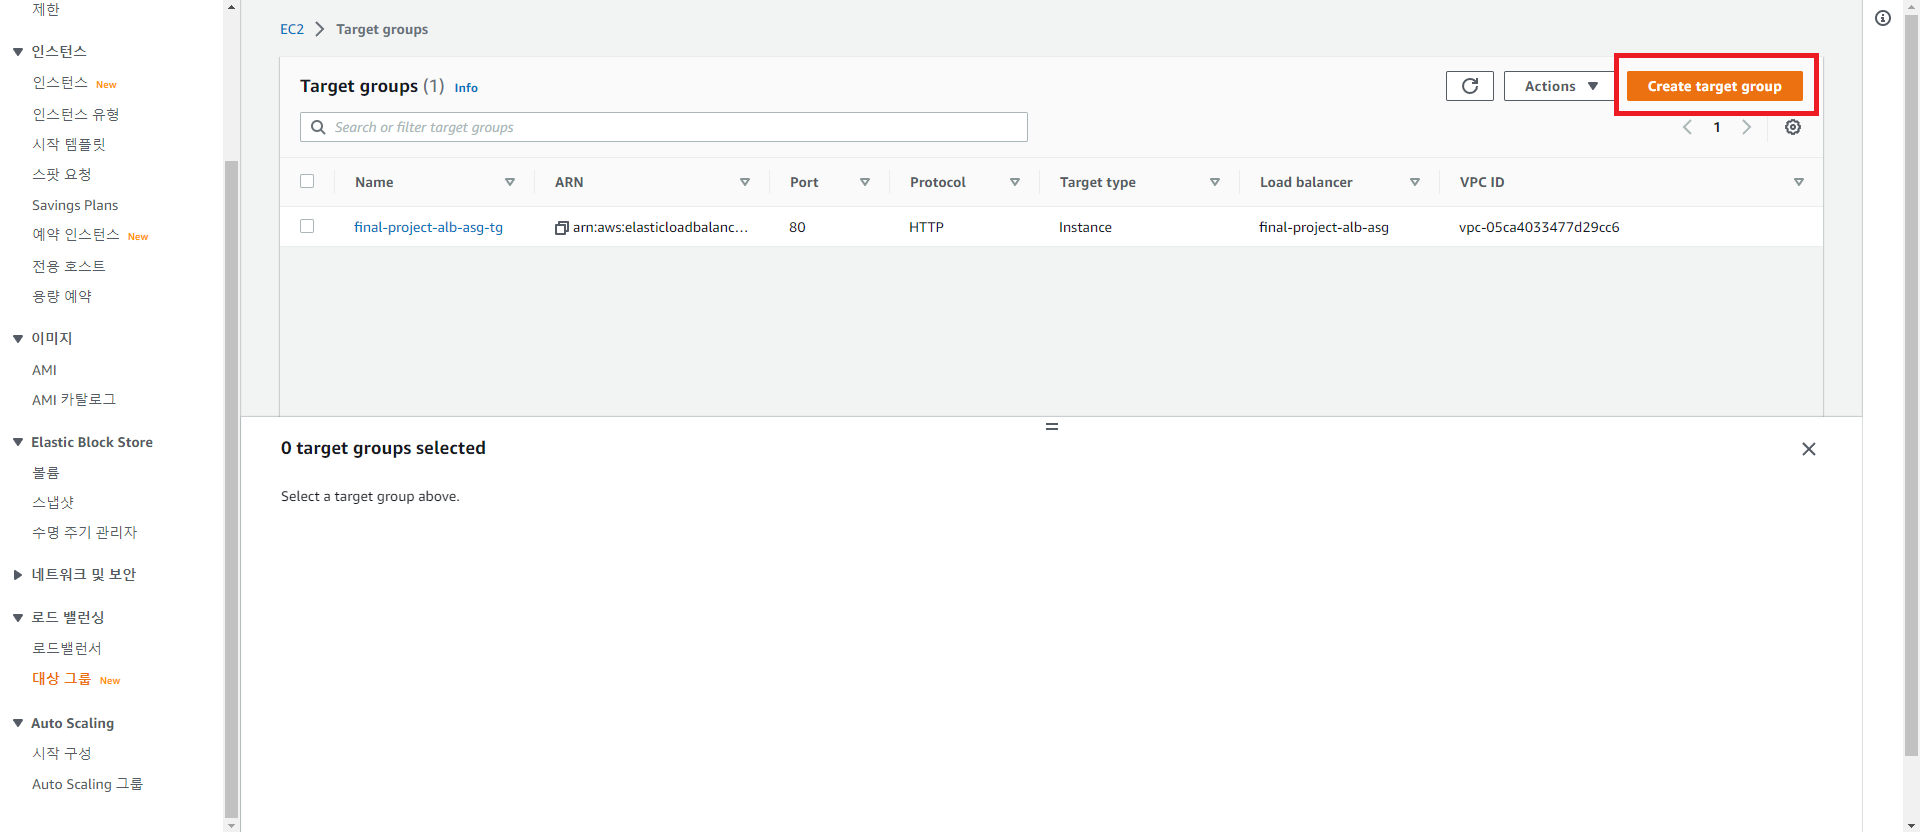 제한
인스턴스
인스턴스 New
인스턴스 유형
시작 템플릿
스팟 요청
Savings Plans
예약 인스턴스 New
전용 호스트
용량 예약
이미지
AMI
AMI 카탈로그
Elastic Block Store
볼륨
스냅샷
수명 주기 관리자
네트워크 및 보안
로드 밸런싱
로드밸런서
대상 그룹 New
Auto Scaling
시작 구성
Auto Scaling 그룹
EC2 Target groups
Target groups (1) Info
Actions
Create target group
Search or filter target groups
1
Name ARN Port Protocol Target type Load balancer VPC ID
final-project-alb-asg-tg arn:aws:elasticloadbalanc... 80 HTTP Instance final-project-alb-asg vpc-05ca4033477d29cc6
0 target groups selected
Select a target group above.